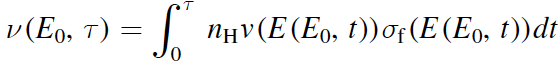 ν(E₀, τ) = ∫₀^τ n_H v(E(E₀, t))σ_f(E(E₀, t))dt